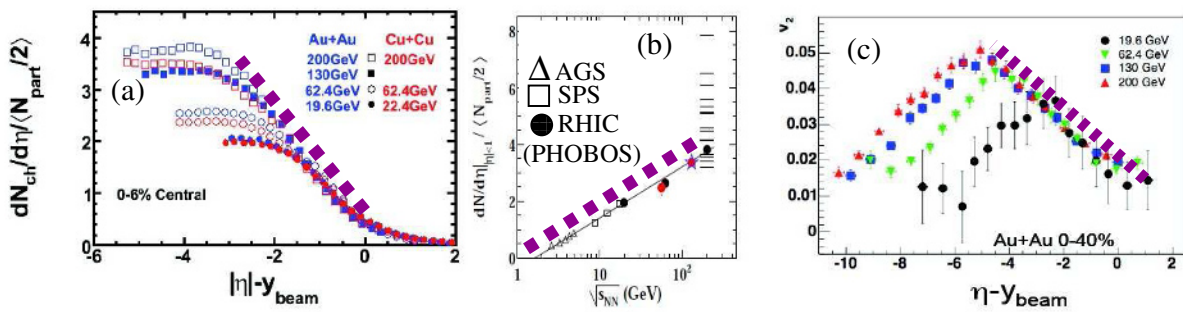 dN_ch/dη/⟨N_part/2⟩
4
3
2
1
0
(a)
Au+Au Cu+Cu
200GeV 200GeV
130GeV
62.4GeV 62.4GeV
19.6GeV 22.4GeV
0-6% Central
-6 -4 -2 0 2
|η|-y_beam
dN/dη|_|η|<1 / ⟨ N_part/2 ⟩
8
6
4
2
0
(b)
AGS
SPS
RHIC
(PHOBOS)
1 10 10²
√s_NN (GeV)
v_2
0.05
0.04
0.03
0.02
0.01
0
(c)
19.6 GeV
62.4 GeV
130 GeV
200 GeV
Au+Au 0-40%
-10 -8 -6 -4 -2 0 2
η-y_beam